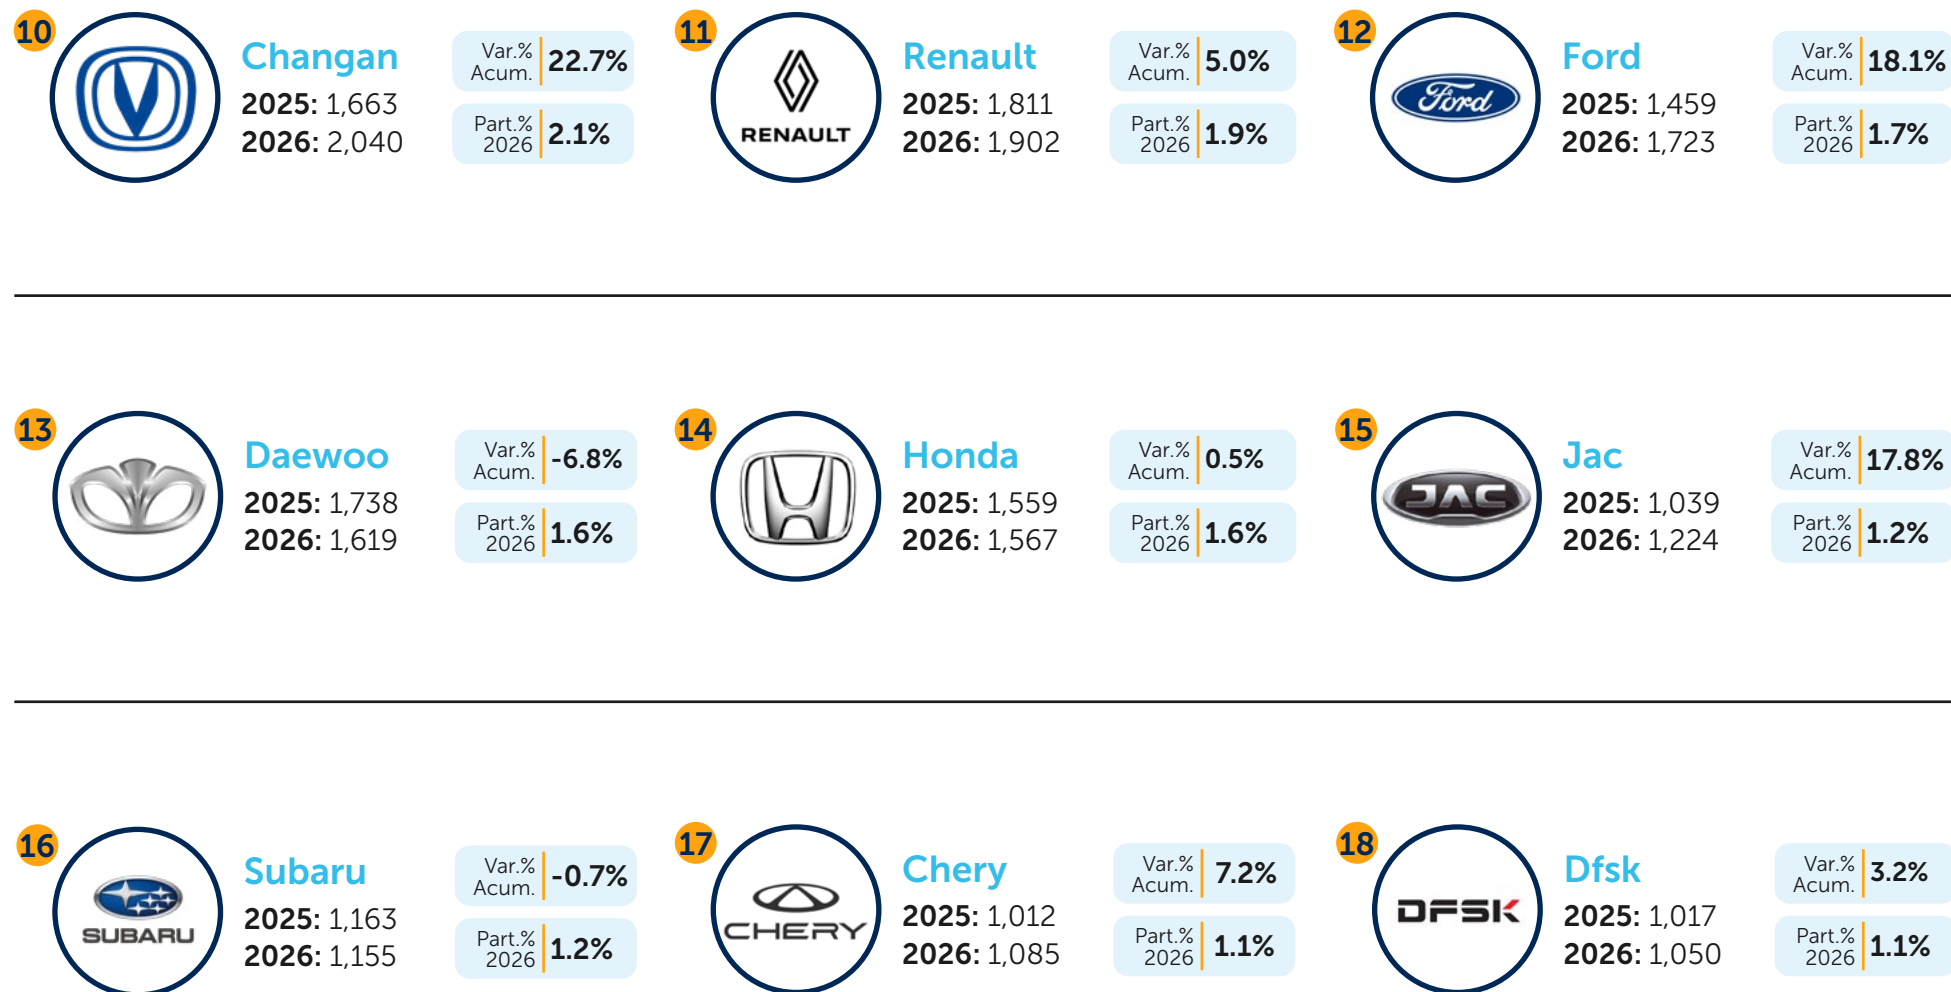 10
Changan
2025: 1,663
2026: 2,040
Var.%
Acum.
22.7%
Part.%
2026
2.1%
11
RENAULT
Renault
2025: 1,811
2026: 1,902
Var.%
Acum.
5.0%
Part.%
2026
1.9%
12
Ford
Ford
2025: 1,459
2026: 1,723
Var.%
Acum.
18.1%
Part.%
2026
1.7%
13
Daewoo
2025: 1,738
2026: 1,619
Var.%
Acum.
-6.8%
Part.%
2026
1.6%
14
Honda
2025: 1,559
2026: 1,567
Var.%
Acum.
0.5%
Part.%
2026
1.6%
15
JAC
Jac
2025: 1,039
2026: 1,224
Var.%
Acum.
17.8%
Part.%
2026
1.2%
16
SUBARU
Subaru
2025: 1,163
2026: 1,155
Var.%
Acum.
-0.7%
Part.%
2026
1.2%
17
CHERY
Chery
2025: 1,012
2026: 1,085
Var.%
Acum.
7.2%
Part.%
2026
1.1%
18
DFSK
Dfsk
2025: 1,017
2026: 1,050
Var.%
Acum.
3.2%
Part.%
2026
1.1%